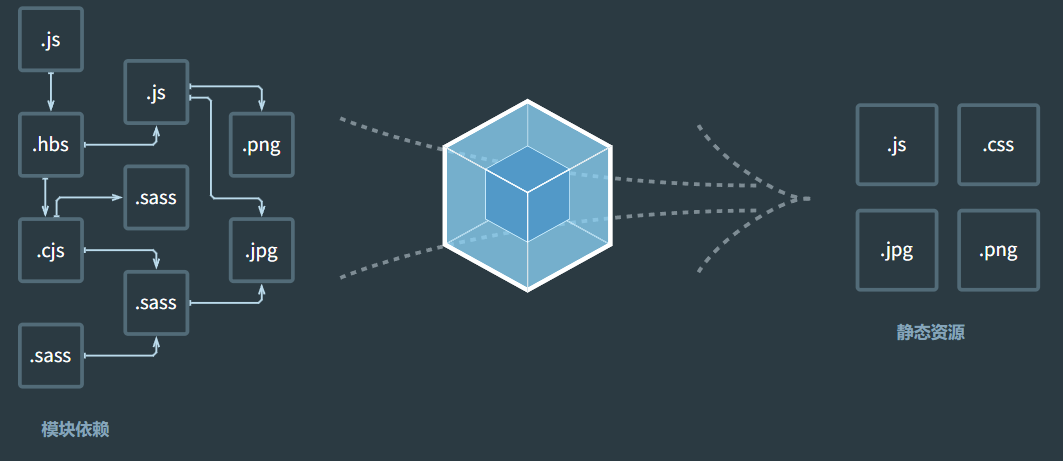 .js
.js
.hbs
.png
.sass
.cjs
.jpg
.sass
.sass
模块依赖
.js
.css
.jpg
.png
静态资源